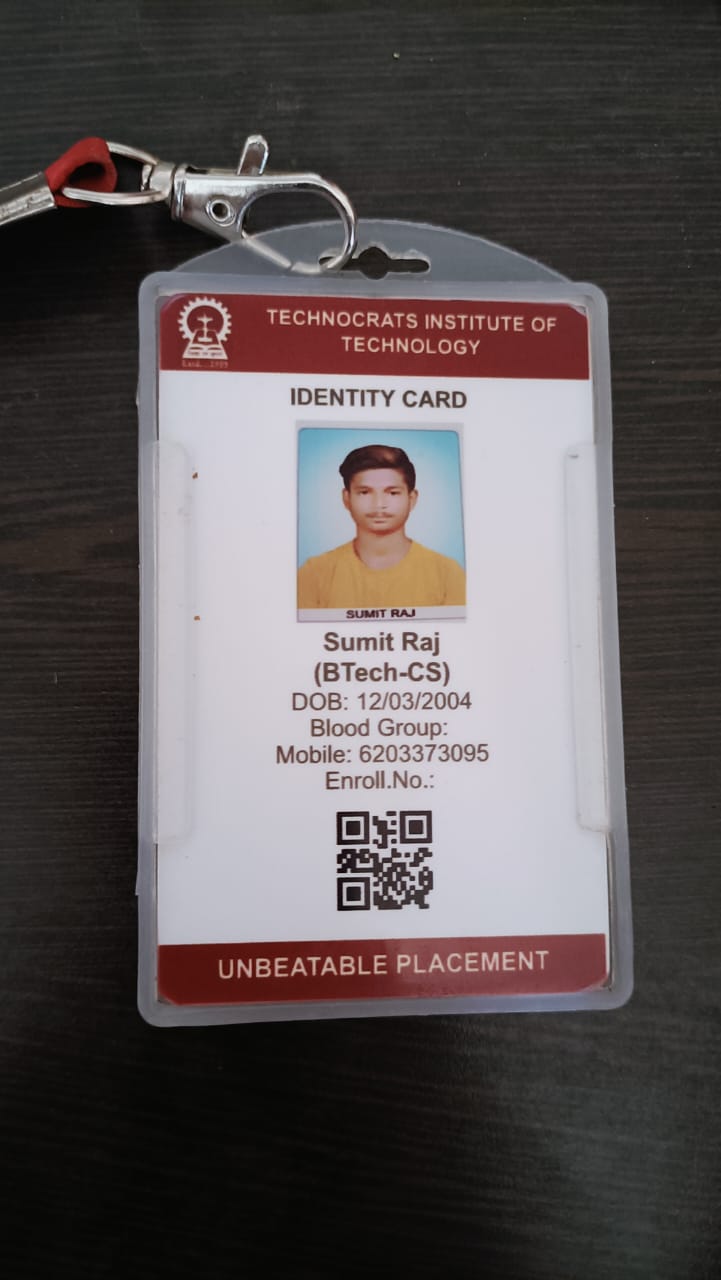 TECHNOCRATS INSTITUTE OF
TECHNOLOGY
Estd. 1999
IDENTITY CARD
SUMIT RAJ
Sumit Raj
(BTech-CS)
DOB: 12/03/2004
Blood Group:
Mobile: 6203373095
Enroll.No.:
UNBEATABLE PLACEMENT